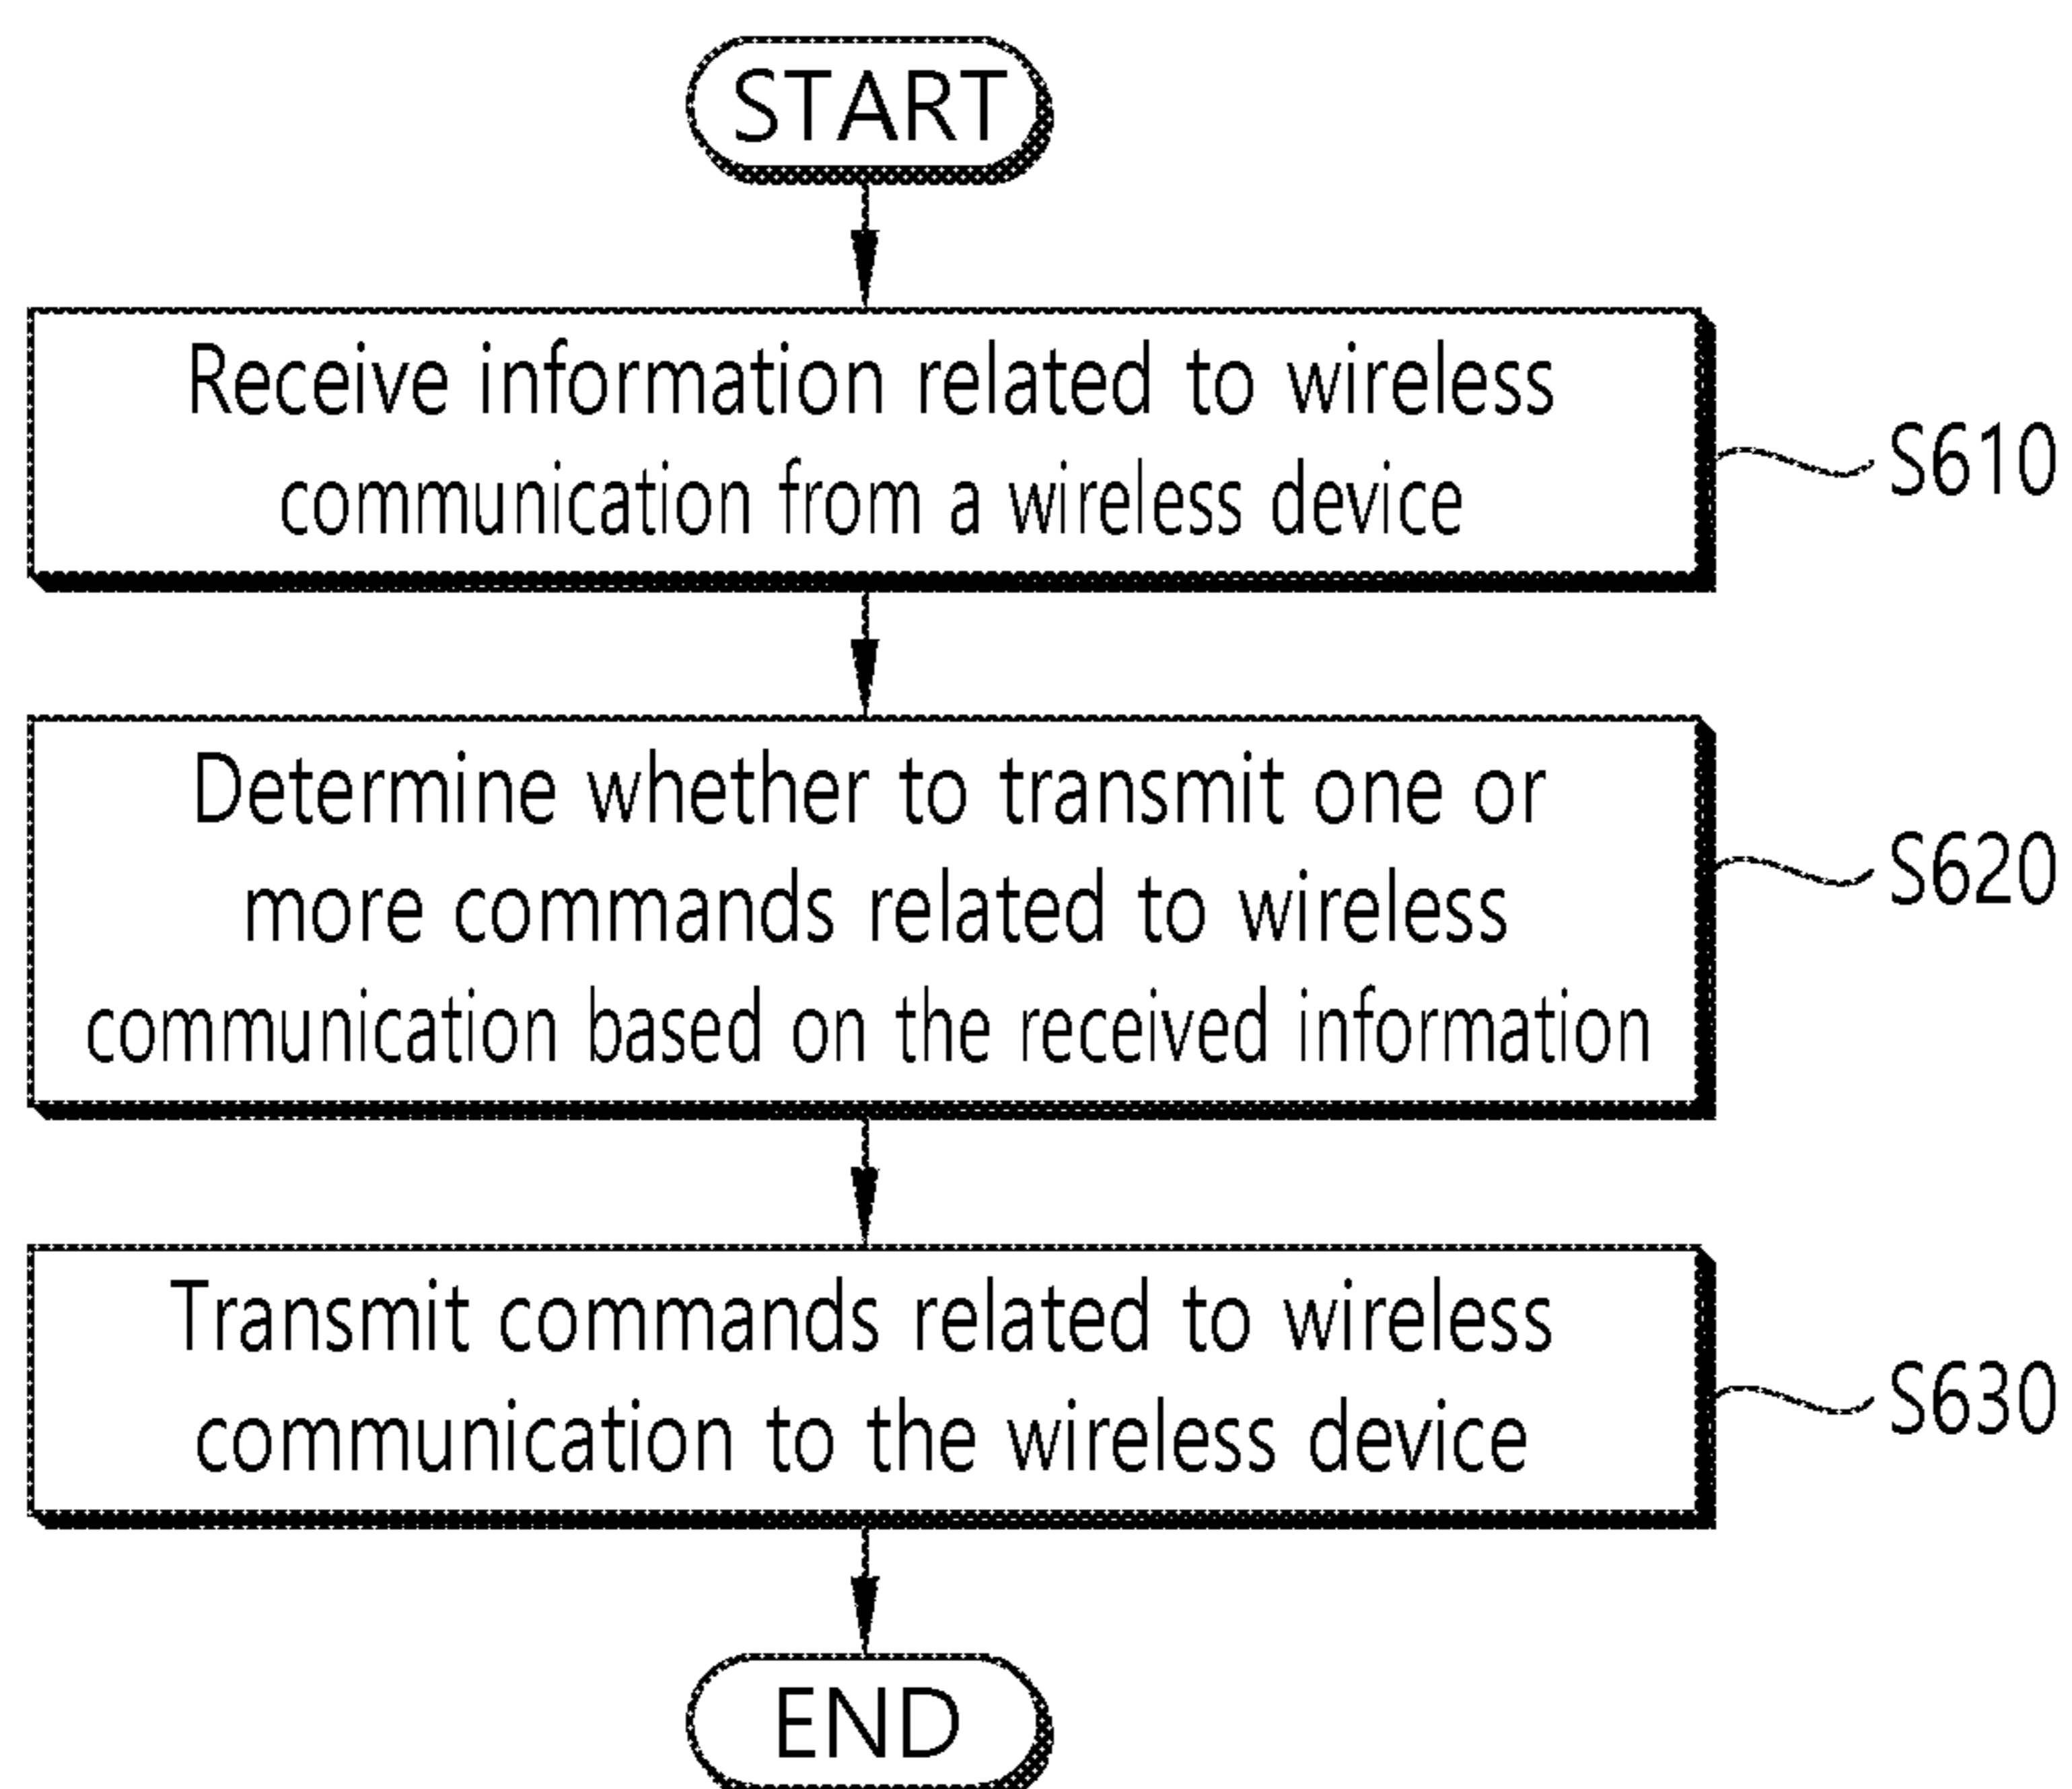 START
Receive information related to wireless
communication from a wireless device
S610
Determine whether to transmit one or
more commands related to wireless
communication based on the received information
S620
Transmit commands related to wireless
communication to the wireless device
S630
END